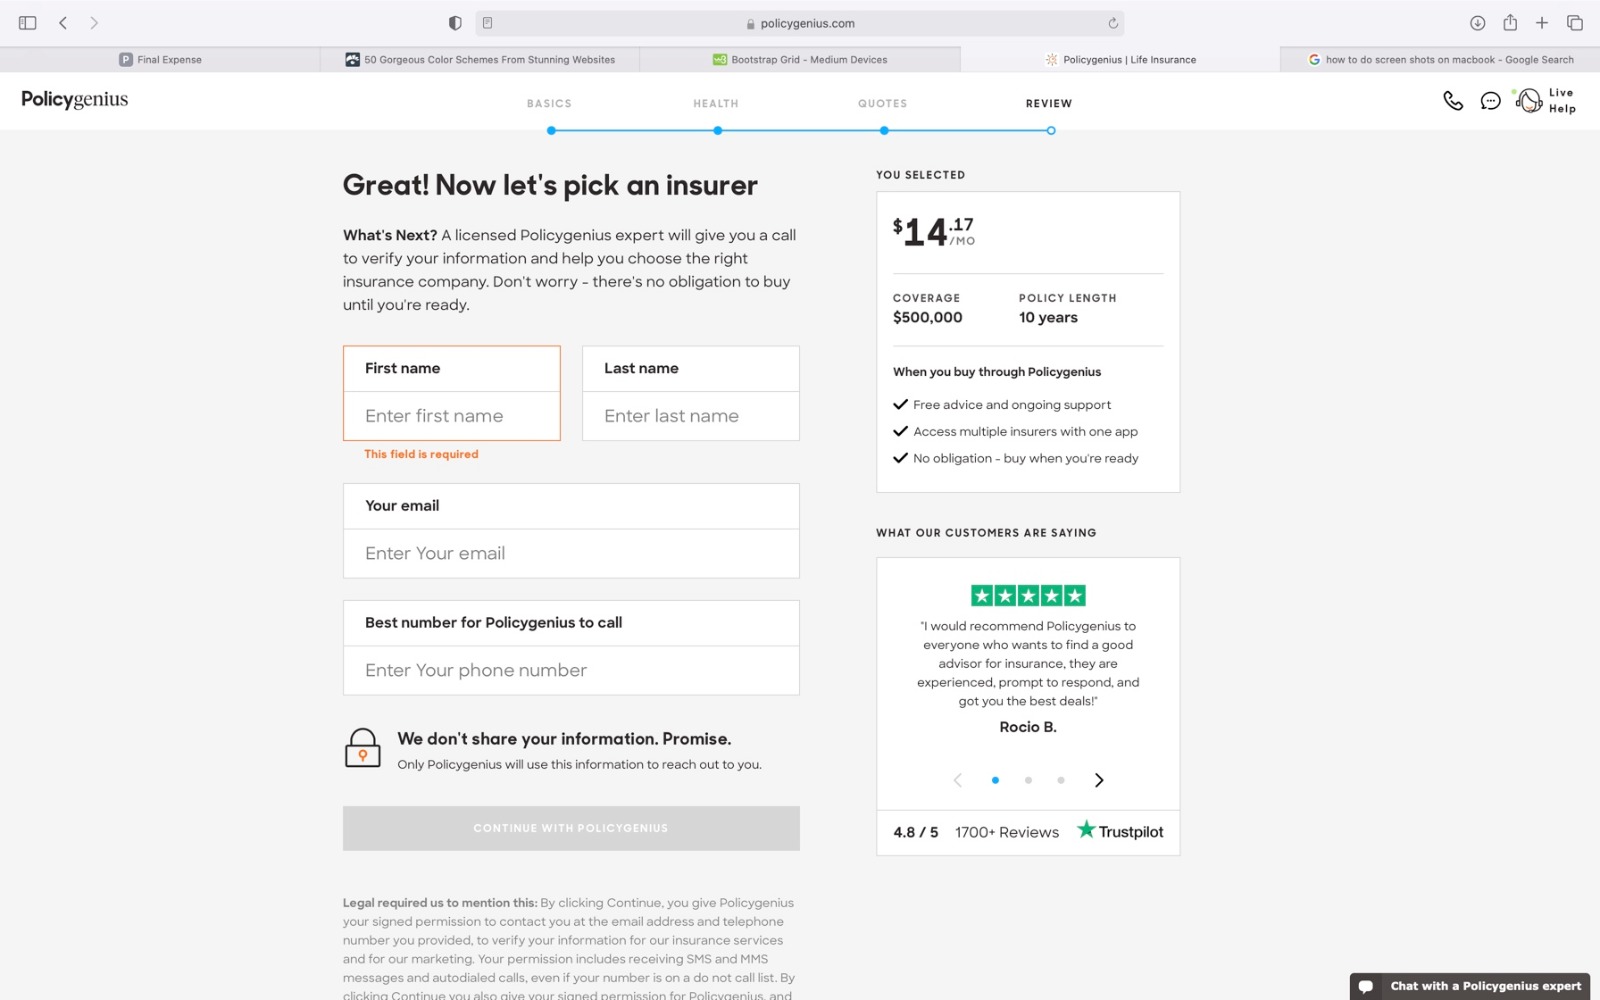 policygenius.com
Final Expense
50 Gorgeous Color Schemes From Stunning Websites
Bootstrap Grid - Medium Devices
Policygenius | Life Insurance
how to do screen shots on macbook - Google Search
Policygenius
BASICS
HEALTH
QUOTES
REVIEW
Live
Help
Great! Now let's pick an insurer
What's Next? A licensed Policygenius expert will give you a call
to verify your information and help you choose the right
insurance company. Don't worry - there's no obligation to buy
until you're ready.
First name
Enter first name
This field is required
Last name
Enter last name
Your email
Enter Your email
Best number for Policygenius to call
Enter Your phone number
We don't share your information. Promise.
Only Policygenius will use this information to reach out to you.
CONTINUE WITH POLICYGENIUS
Legal required us to mention this: By clicking Continue, you give Policygenius
your signed permission to contact you at the email address and telephone
number you provided, to verify your information for our insurance services
and for our marketing. Your permission includes receiving SMS and MMS
messages and autodialed calls, even if your number is on a do not call list. By
clicking Continue you also give your signed permission for Policygenius, and
YOU SELECTED
$14.17
/MO
COVERAGE
$500,000
POLICY LENGTH
10 years
When you buy through Policygenius
Free advice and ongoing support
Access multiple insurers with one app
No obligation - buy when you're ready
WHAT OUR CUSTOMERS ARE SAYING
"I would recommend Policygenius to
everyone who wants to find a good
advisor for insurance, they are
experienced, prompt to respond, and
got you the best deals!"
Rocio B.
4.8 / 5 1700+ Reviews Trustpilot
Chat with a Policygenius expert